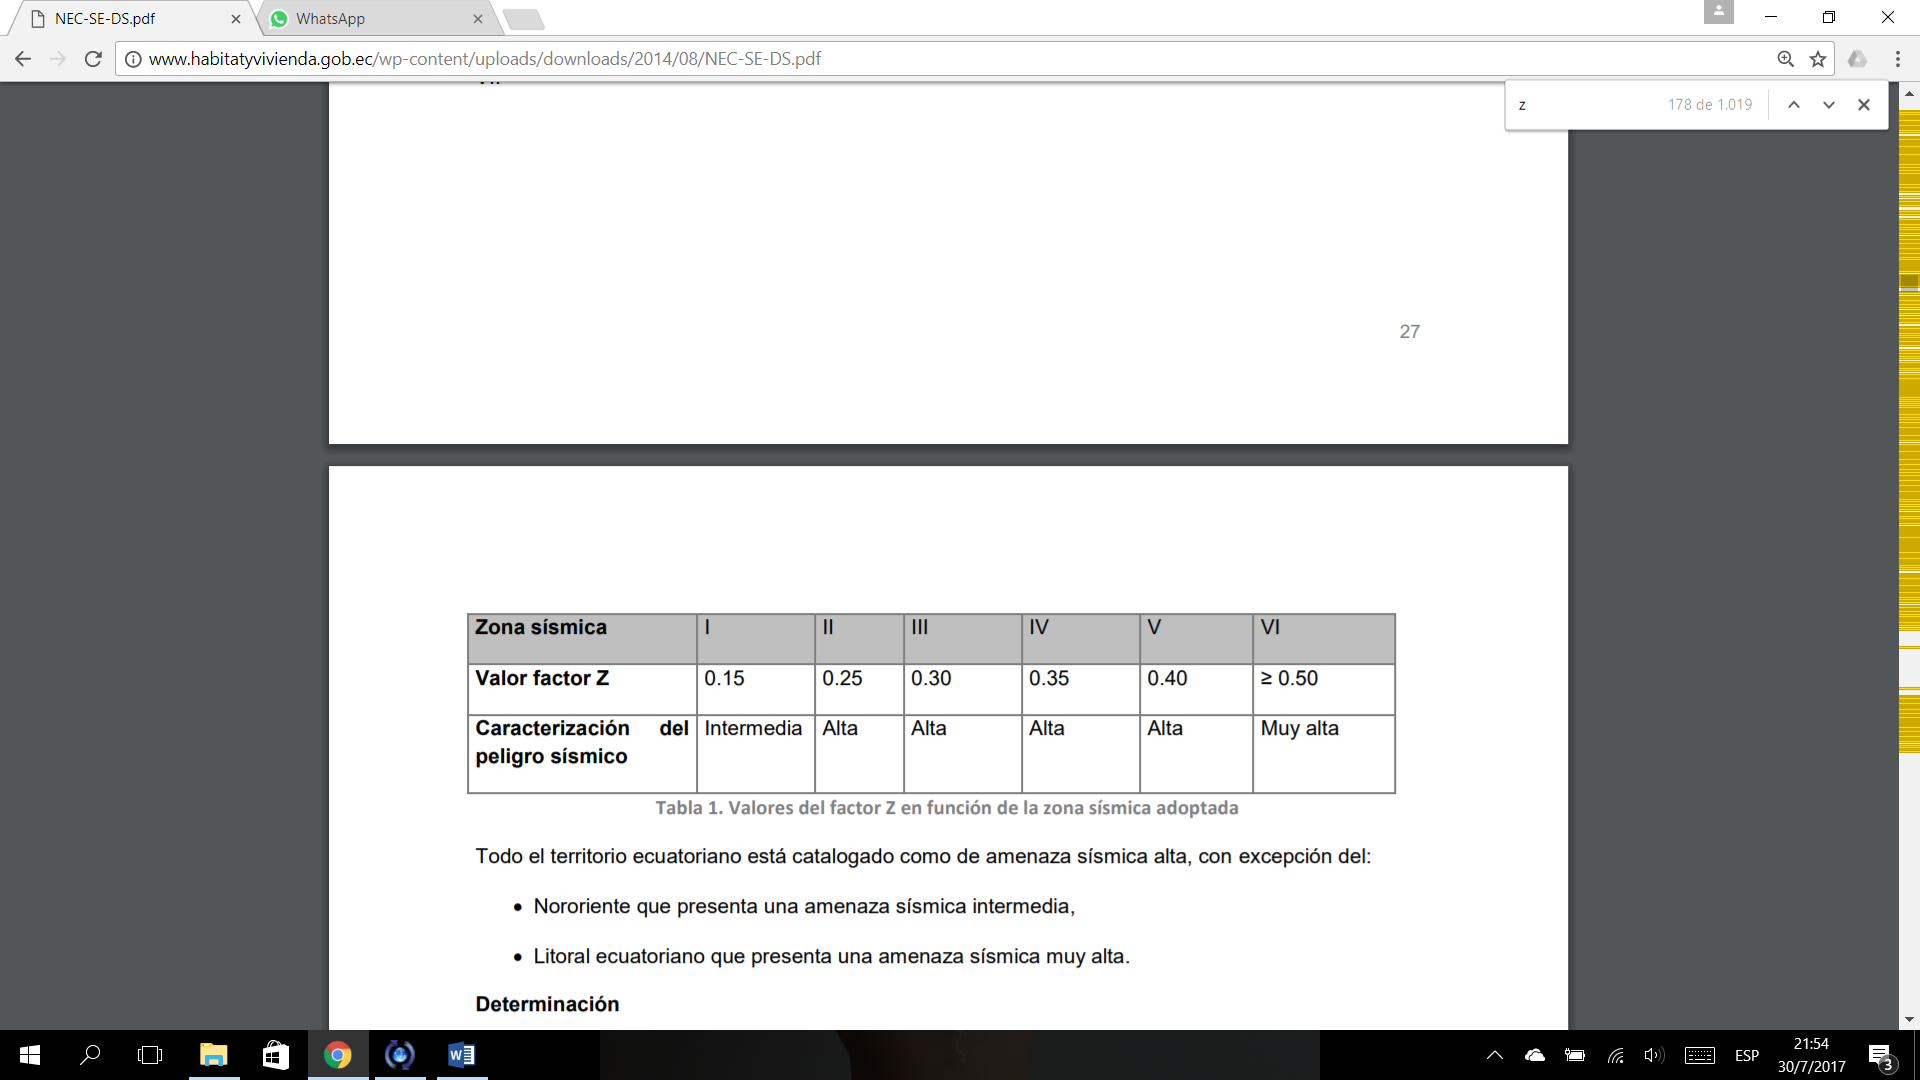 NEC-SE-DS.pdf
WhatsApp
www.habitatyvivienda.gob.ec/wp-content/uploads/downloads/2014/08/NEC-SE-DS.pdf
z 178 de 1.019
27
Zona sísmica I II III IV V VI
Valor factor Z 0.15 0.25 0.30 0.35 0.40 ≥ 0.50
Caracterización del peligro sísmico Intermedia Alta Alta Alta Alta Muy alta
Tabla 1. Valores del factor Z en función de la zona sísmica adoptada
Todo el territorio ecuatoriano está catalogado como de amenaza sísmica alta, con excepción del:
• Nororiente que presenta una amenaza sísmica intermedia,
• Litoral ecuatoriano que presenta una amenaza sísmica muy alta.
Determinación
ESP
21:54
30/7/2017
3